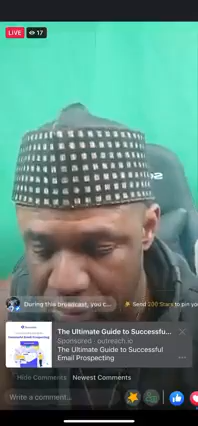 LIVE 17
During this broadcast, you c...
Send 100 Stars to pin yo
The Ultimate Guide to Successfu...
Sponsored · outreach.io
The Ultimate Guide to Successful
Email Prospecting
Hide Comments Newest Comments
Write a comment...